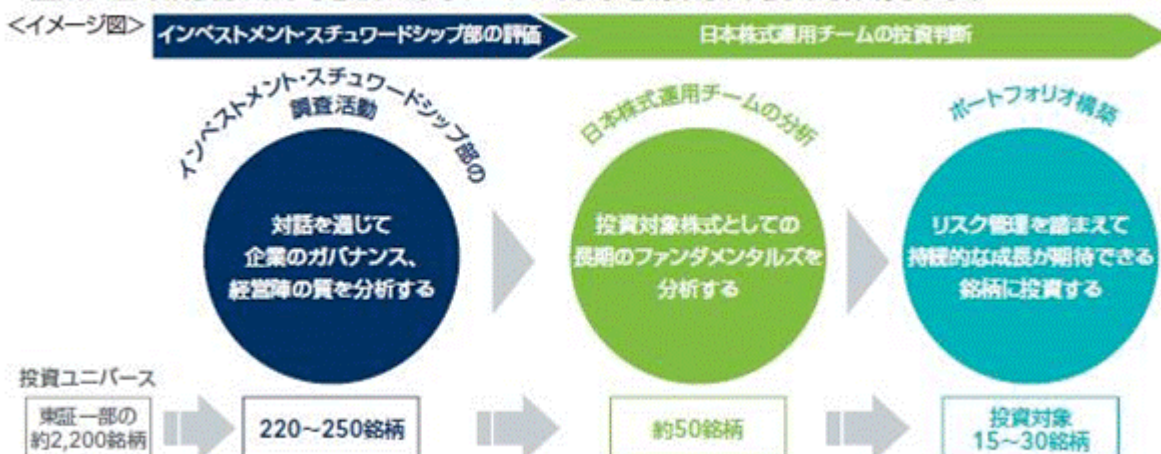 <イメージ図>
インベストメント・スチュワードシップ部の評価
日本株式運用チームの投資判断
インベストメント・スチュワードシップ部の
調査活動
日本株式運用チームの分析
ポートフォリオ構築
対話を通じて
企業のガバナンス、
経営陣の質を分析する
投資対象株式としての
長期のファンダメンタルズを
分析する
リスク管理を踏まえて
持続的な成長が期待できる
銘柄に投資する
投資ユニバース
東証一部の
約2,200銘柄
220～250銘柄
約50銘柄
投資対象
15～30銘柄